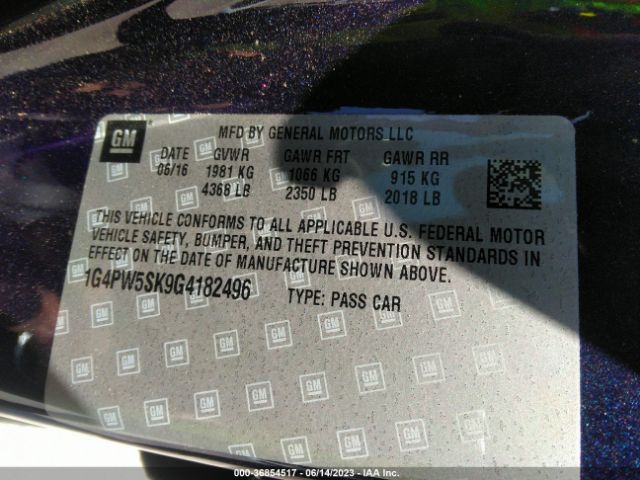 GM MFD BY GENERAL MOTORS LLC
DATE GVWR GAWR FRT GAWR RR
06/16 1981 KG 1066 KG 915 KG
4368 LB 2350 LB 2018 LB
THIS VEHICLE CONFORMS TO ALL APPLICABLE U.S. FEDERAL MOTOR
VEHICLE SAFETY, BUMPER, AND THEFT PREVENTION STANDARDS IN
EFFECT ON THE DATE OF MANUFACTURE SHOWN ABOVE.
1G4PW5SK9G4182496 TYPE: PASS CAR
000-36854517 - 06/14/2023 - IAA Inc.